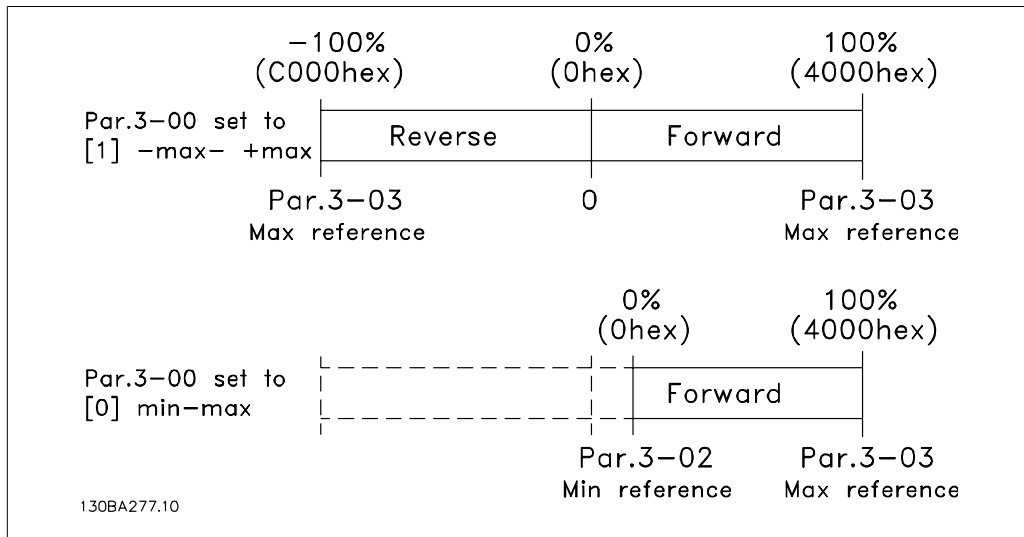 -100%
(C000hex)
0%
(0hex)
100%
(4000hex)
Par.3-00 set to
[1] -max- +max
Reverse
Forward
Par.3-03
Max reference
0
Par.3-03
Max reference
0%
(0hex)
100%
(4000hex)
Par.3-00 set to
[0] min-max
Forward
Par.3-02
Min reference
Par.3-03
Max reference
130BA277.10